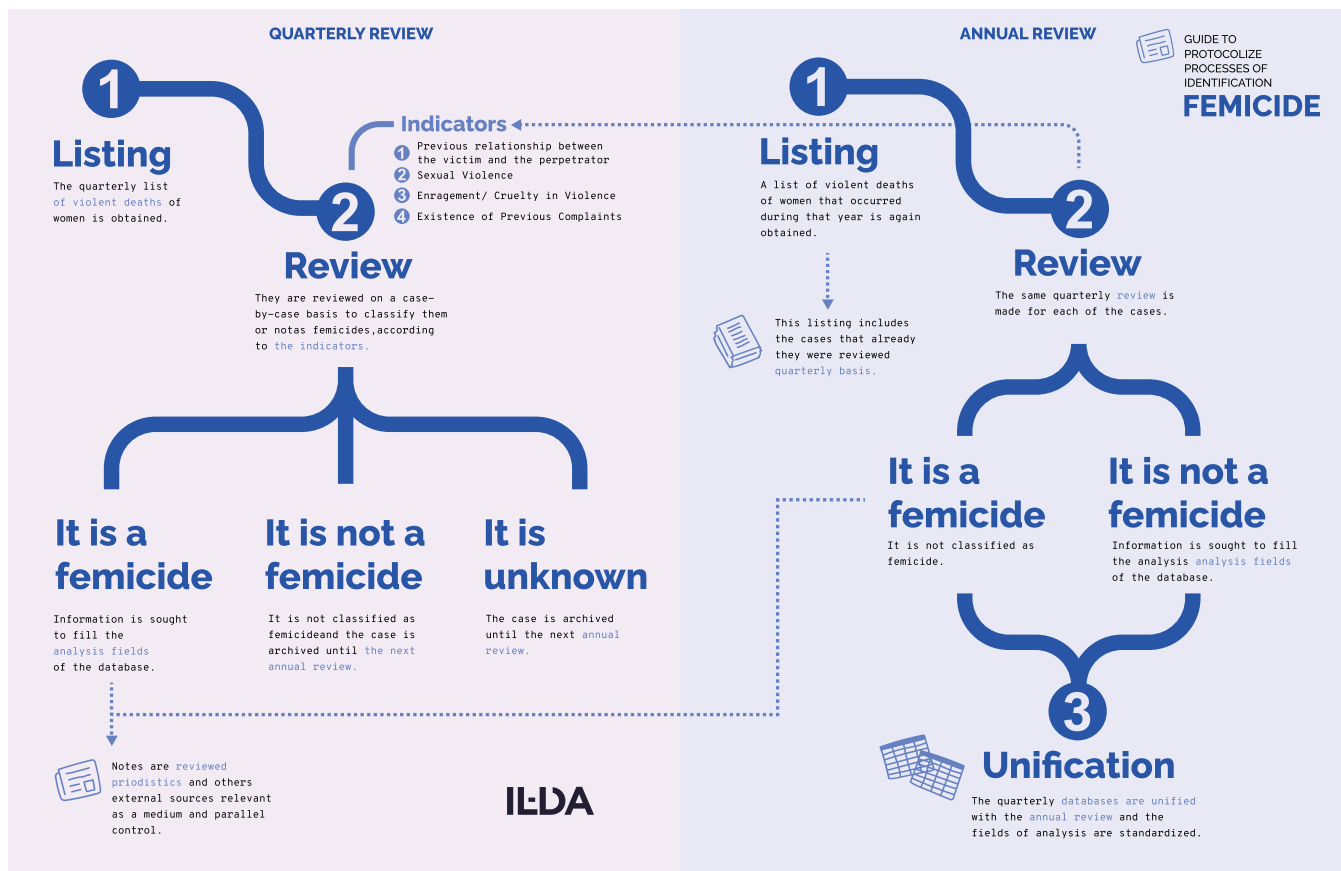 QUARTERLY REVIEW
1
Listing
The quarterly list
of violent deaths of
women is obtained.
Indicators
1 Previous relationship between
the victim and the perpetrator
2 Sexual Violence
3 Enragement/ Cruelty in Violence
4 Existence of Previous Complaints
2
Review
They are reviewed on a case-
by-case basis to classify them
or notas femicides,according
to the indicators.
It is a
femicide
Information is sought
to fill the
analysis fields
of the database.
It is not a
femicide
It is not classified as
femicideand the case is
archived until the next
annual review.
It is
unknown
The case is archived
until the next annual
review.
Notes are reviewed
priodistics and others
external sources relevant
as a medium and parallel
control.
ILDA
ANNUAL REVIEW
GUIDE TO
PROTOCOLIZE
PROCESSES OF
IDENTIFICATION
FEMICIDE
1
Listing
A list of violent deaths
of women that occurred
during that year is again
obtained.
This listing includes
the cases that already
they were reviewed
quarterly basis.
2
Review
The same quarterly review is
made for each of the cases.
It is a
femicide
It is not classified as
femicide.
It is not a
femicide
Information is sought to fill
the analysis analysis fields
of the database.
3
Unification
The quarterly databases are unified
with the annual review and the
fields of analysis are standardized.